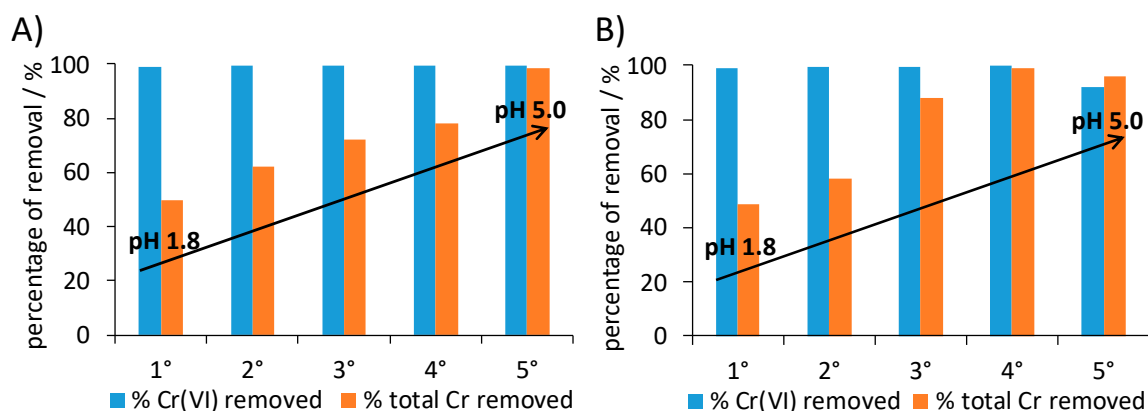 A)
percentage of removal / %
100
80
60
40
20
0
pH 1.8
pH 5.0
1° 2° 3° 4° 5°
% Cr(VI) removed % total Cr removed
B)
percentage of removal / %
100
80
60
40
20
0
pH 1.8
pH 5.0
1° 2° 3° 4° 5°
% Cr(VI) removed % total Cr removed